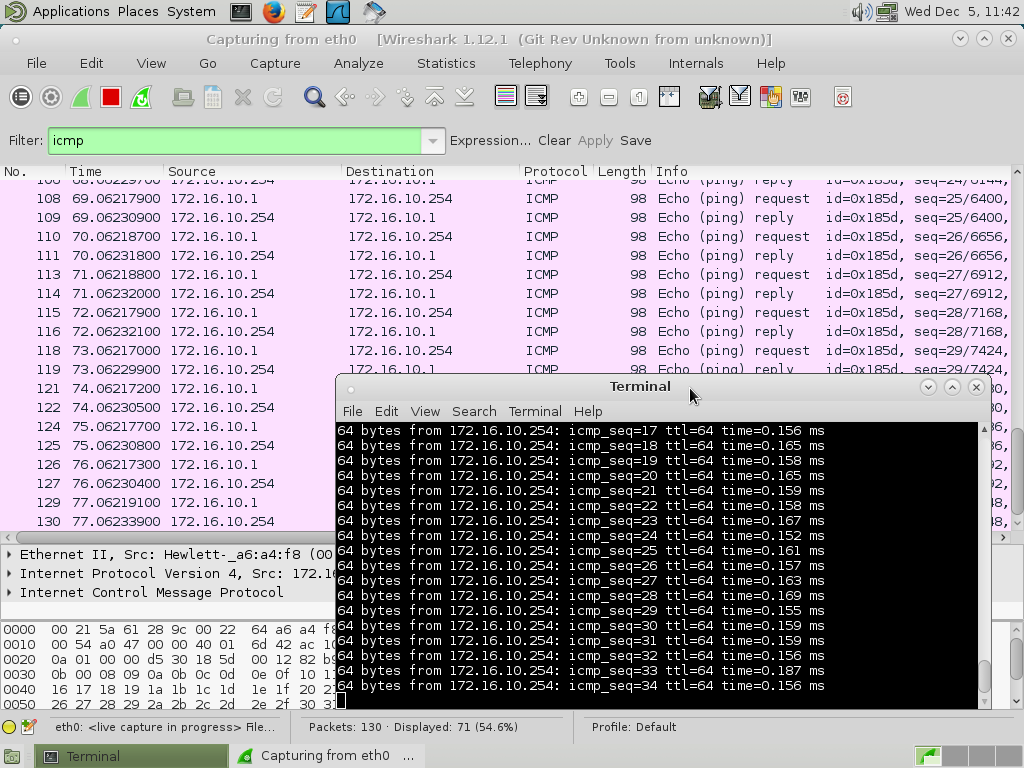 Applications Places System Wed Dec 5, 11:42
Capturing from eth0 [Wireshark 1.12.1 (Git Rev Unknown from unknown)]
File Edit View Go Capture Analyze Statistics Telephony Tools Internals Help
Filter: icmp Expression... Clear Apply Save
No. Time Source Destination Protocol Length Info
106 68.06229700 172.16.10.254 172.16.10.1 ICMP 98 Echo (ping) reply id=0x185d, seq=24/6144,
108 69.06217900 172.16.10.1 172.16.10.254 ICMP 98 Echo (ping) request id=0x185d, seq=25/6400,
109 69.06230900 172.16.10.254 172.16.10.1 ICMP 98 Echo (ping) reply id=0x185d, seq=25/6400,
110 70.06218700 172.16.10.1 172.16.10.254 ICMP 98 Echo (ping) request id=0x185d, seq=26/6656,
111 70.06231800 172.16.10.254 172.16.10.1 ICMP 98 Echo (ping) reply id=0x185d, seq=26/6656,
113 71.06218800 172.16.10.1 172.16.10.254 ICMP 98 Echo (ping) request id=0x185d, seq=27/6912,
114 71.06232000 172.16.10.254 172.16.10.1 ICMP 98 Echo (ping) reply id=0x185d, seq=27/6912,
115 72.06217900 172.16.10.1 172.16.10.254 ICMP 98 Echo (ping) request id=0x185d, seq=28/7168,
116 72.06232100 172.16.10.254 172.16.10.1 ICMP 98 Echo (ping) reply id=0x185d, seq=28/7168,
118 73.06217000 172.16.10.1 172.16.10.254 ICMP 98 Echo (ping) request id=0x185d, seq=29/7424,
119 73.06229900 172.16.10.254 172.16.10.1 ICMP 98 Echo (ping) reply id=0x185d, seq=29/7424,
121 74.06217200 172.16.10.1
122 74.06230500 172.16.10.254
124 75.06217700 172.16.10.1
125 75.06230800 172.16.10.254
126 76.06217300 172.16.10.1
127 76.06230400 172.16.10.254
129 77.06219100 172.16.10.1
130 77.06233900 172.16.10.254
Ethernet II, Src: Hewlett-_a6:a4:f8 (00
Internet Protocol Version 4, Src: 172.16
Internet Control Message Protocol
0000 00 21 5a 61 28 9c 00 22 64 a6 a4 f8
0010 00 54 a0 47 00 00 40 01 6d 42 ac 10
0020 0a 01 00 00 d5 30 18 5d 00 12 82 b9
0030 0b 00 08 09 0a 0b 0c 0d 0e 0f 10 11
0040 16 17 18 19 1a 1b 1c 1d 1e 1f 20 21
0050 26 27 28 29 2a 2b 2c 2d 2e 2f 30 31
Terminal
File Edit View Search Terminal Help
64 bytes from 172.16.10.254: icmp_seq=17 ttl=64 time=0.156 ms
64 bytes from 172.16.10.254: icmp_seq=18 ttl=64 time=0.165 ms
64 bytes from 172.16.10.254: icmp_seq=19 ttl=64 time=0.158 ms
64 bytes from 172.16.10.254: icmp_seq=20 ttl=64 time=0.165 ms
64 bytes from 172.16.10.254: icmp_seq=21 ttl=64 time=0.159 ms
64 bytes from 172.16.10.254: icmp_seq=22 ttl=64 time=0.158 ms
64 bytes from 172.16.10.254: icmp_seq=23 ttl=64 time=0.167 ms
64 bytes from 172.16.10.254: icmp_seq=24 ttl=64 time=0.152 ms
64 bytes from 172.16.10.254: icmp_seq=25 ttl=64 time=0.161 ms
64 bytes from 172.16.10.254: icmp_seq=26 ttl=64 time=0.157 ms
64 bytes from 172.16.10.254: icmp_seq=27 ttl=64 time=0.163 ms
64 bytes from 172.16.10.254: icmp_seq=28 ttl=64 time=0.169 ms
64 bytes from 172.16.10.254: icmp_seq=29 ttl=64 time=0.155 ms
64 bytes from 172.16.10.254: icmp_seq=30 ttl=64 time=0.159 ms
64 bytes from 172.16.10.254: icmp_seq=31 ttl=64 time=0.159 ms
64 bytes from 172.16.10.254: icmp_seq=32 ttl=64 time=0.156 ms
64 bytes from 172.16.10.254: icmp_seq=33 ttl=64 time=0.187 ms
64 bytes from 172.16.10.254: icmp_seq=34 ttl=64 time=0.156 ms
eth0: <live capture in progress> File... Packets: 130 · Displayed: 71 (54.6%) Profile: Default
Terminal Capturing from eth0 ...